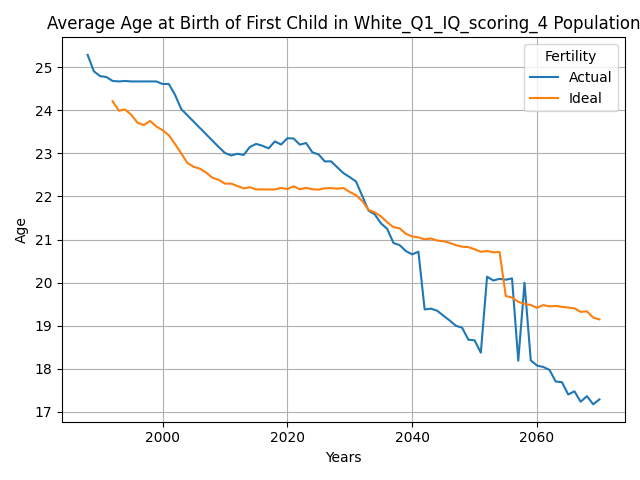 Average Age at Birth of First Child in White_Q1_IQ_scoring_4 Population
Fertility
Actual
Ideal
25
24
23
22
21
20
19
18
17
Age
2000
2020
2040
2060
Years